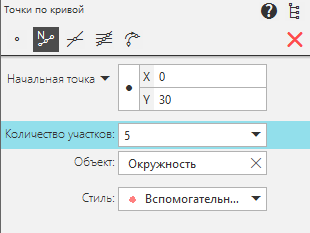 Точки по кривой
N
Начальная точка
X 0
Y 30
Количество участков: 5
Объект: Окружность
Стиль: Вспомогательн...